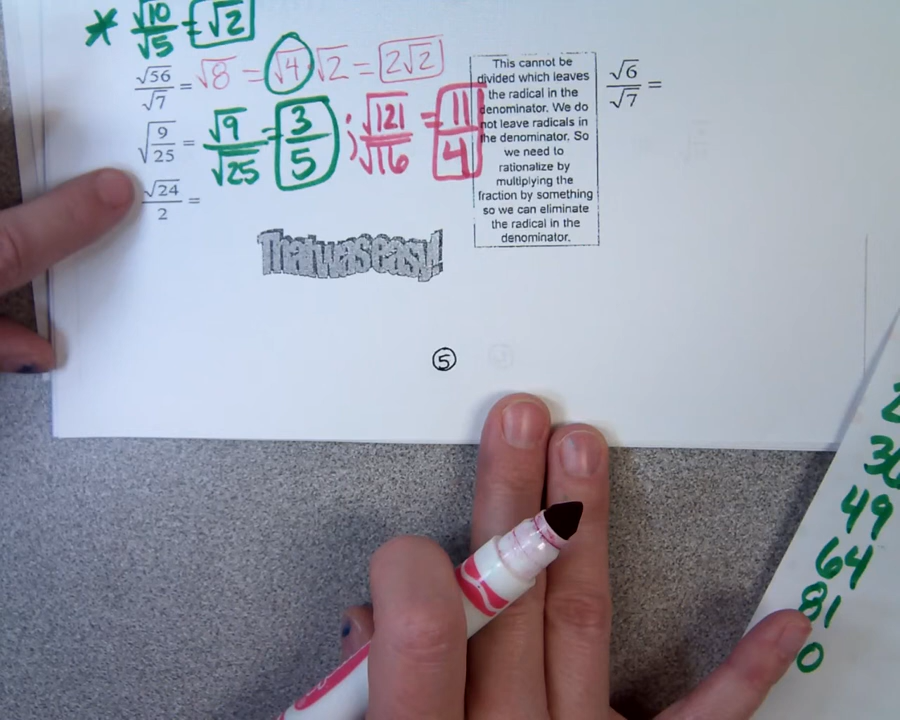 * √10/√5 = √2
√56/√7 = √8 = √4 √2 = 2√2
√(9/25) = √9/√25 = 3/5 ; √121/√16 = 11/4
√24/2 =
That was easy!
This cannot be
divided which leaves
the radical in the
denominator. We do
not leave radicals in
the denominator. So
we need to
rationalize by
multiplying the
fraction by something
so we can eliminate
the radical in the
denominator.
√6/√7 =
5
49
64
81